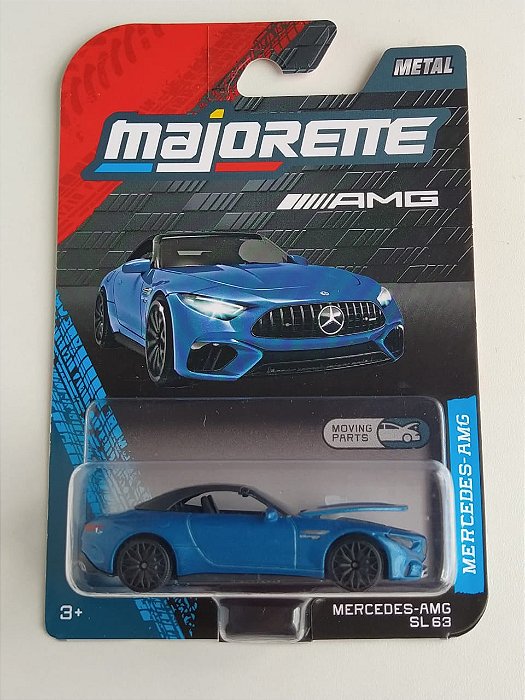 METAL
majorette
AMG
MOVING
PARTS
MERCEDES-AMG
3+
MERCEDES-AMG
SL 63